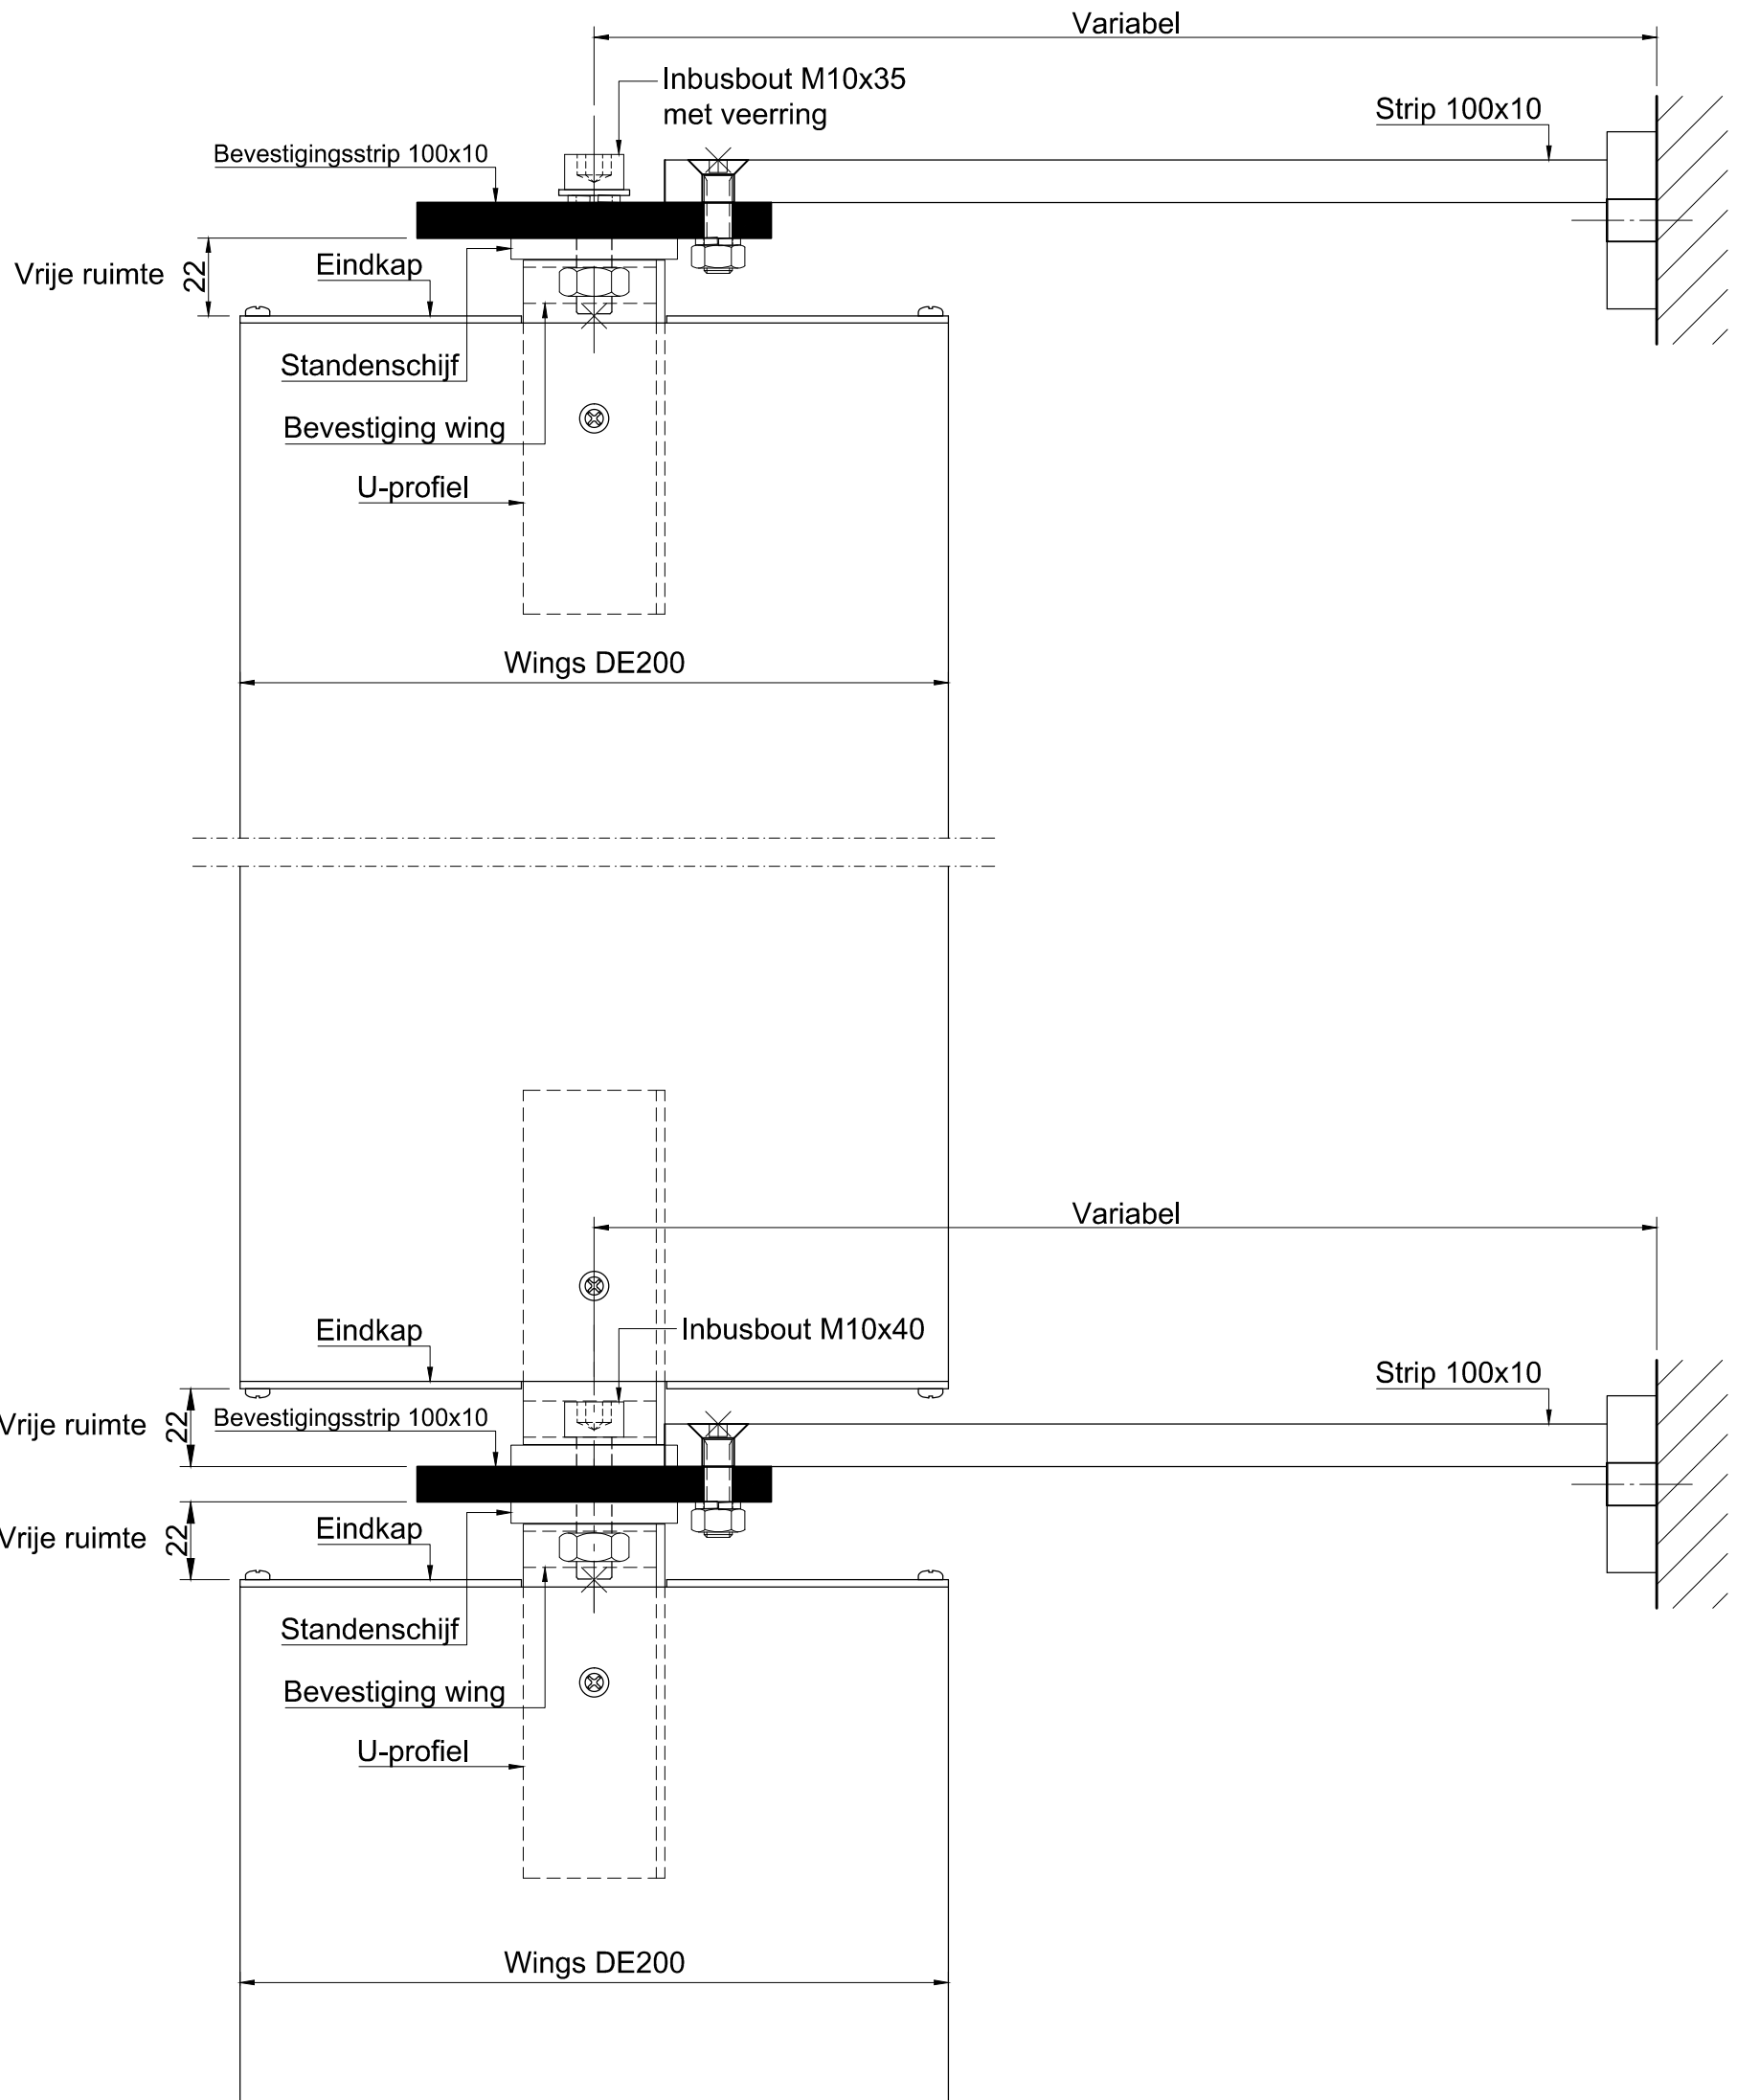 Variabel
Inbusbout M10x35
met veerring
Strip 100x10
Bevestigingsstrip 100x10
Vrije ruimte
22
Eindkap
Standenschijf
Bevestiging wing
U-profiel
Wings DE200
Variabel
Eindkap
Inbusbout M10x40
Strip 100x10
Vrije ruimte
22
Bevestigingsstrip 100x10
Vrije ruimte
22
Eindkap
Standenschijf
Bevestiging wing
U-profiel
Wings DE200